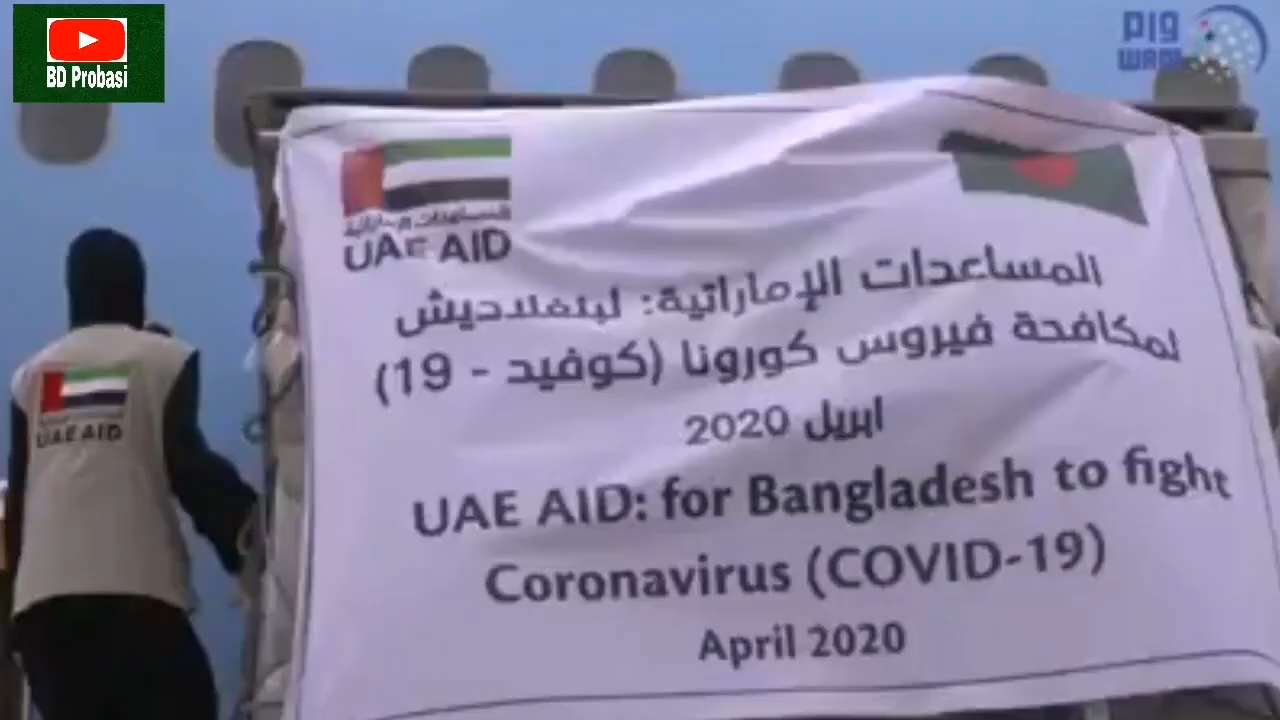 BD Probasi
وام
WAM
المساعدات الإماراتية
UAE AID
المساعدات الإماراتية: لبنغلاديش
لمكافحة فيروس كورونا (كوفيد - 19)
ابريل 2020
UAE AID: for Bangladesh to fight
Coronavirus (COVID-19)
April 2020
UAE AID